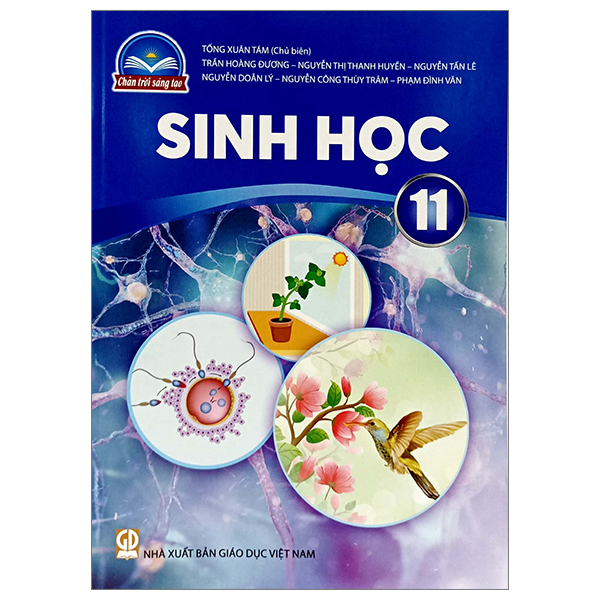 Chân trời sáng tạo
TỐNG XUÂN TÁM (Chủ biên)
TRẦN HOÀNG ĐƯƠNG – NGUYỄN THỊ THANH HUYỀN – NGUYỄN TẤN LÊ
NGUYỄN DOÃN LÝ – NGUYỄN CÔNG THÙY TRÂM – PHẠM ĐÌNH VĂN
SINH HỌC
11
GD
NHÀ XUẤT BẢN GIÁO DỤC VIỆT NAM